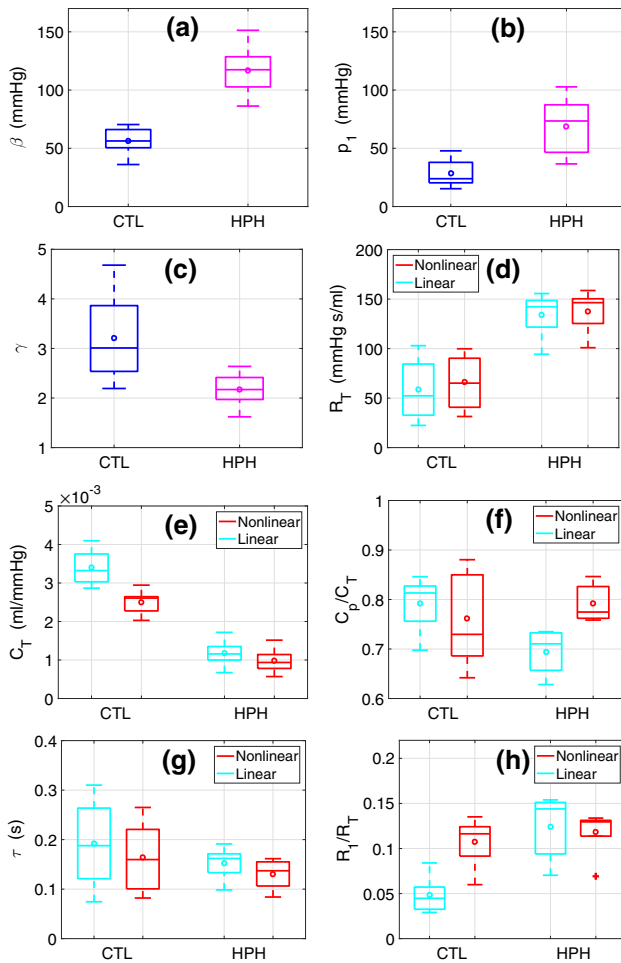 (a)
β (mmHg)
150
100
50
0
CTL HPH
(b)
p1 (mmHg)
150
100
50
0
CTL HPH
(c)
γ
5
4
3
2
1
CTL HPH
(d)
Nonlinear
Linear
RT (mmHg s/ml)
200
150
100
50
0
CTL HPH
(e)
×10-3
Nonlinear
Linear
CT (ml/mmHg)
5
4
3
2
1
0
CTL HPH
(f)
Nonlinear
Linear
Cp/CT
1
0.9
0.8
0.7
0.6
CTL HPH
(g)
Nonlinear
Linear
τ (s)
0.4
0.3
0.2
0.1
0
CTL HPH
(h)
Nonlinear
Linear
R1/RT
0.2
0.15
0.1
0.05
0
CTL HPH